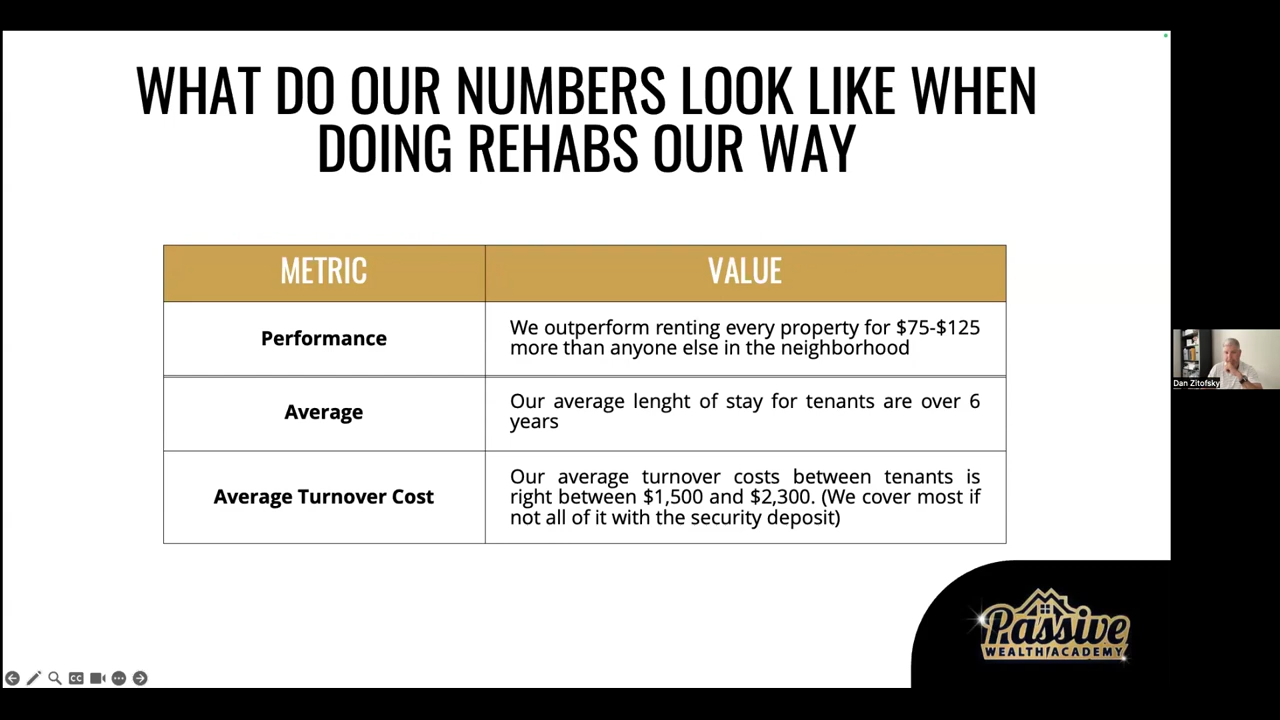 WHAT DO OUR NUMBERS LOOK LIKE WHEN
DOING REHABS OUR WAY
METRIC
VALUE
Performance
We outperform renting every property for $75-$125
more than anyone else in the neighborhood
Average
Our average lenght of stay for tenants are over 6
years
Average Turnover Cost
Our average turnover costs between tenants is
right between $1,500 and $2,300. (We cover most if
not all of it with the security deposit)
Dan Zitofsky
Passive
WEALTH ACADEMY
CC